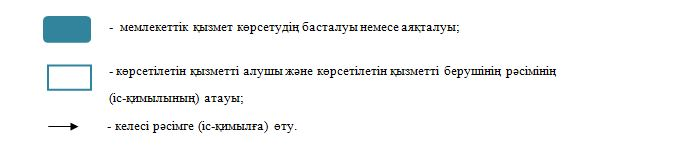 - мемлекеттік қызмет көрсетудің басталуы немесе аяқталуы;
- көрсетілетін қызметті алушы және көрсетілетін қызметті берушінің рәсімінің
(іс-қимылының) атауы;
- келесі рәсімге (іс-қимылға) өту.